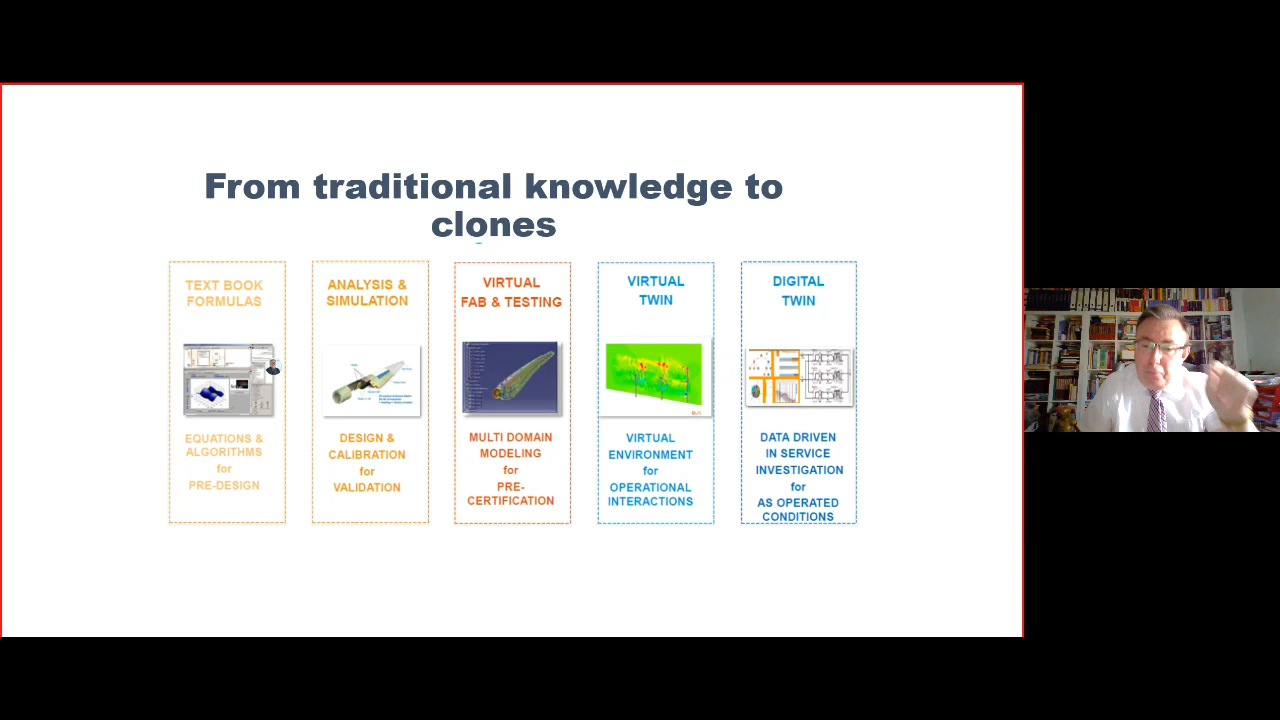 From traditional knowledge to
clones
TEXT BOOK
FORMULAS
EQUATIONS &
ALGORITHMS
for
PRE-DESIGN
ANALYSIS &
SIMULATION
DESIGN &
CALIBRATION
for
VALIDATION
VIRTUAL
FAB & TESTING
MULTI DOMAIN
MODELING
for
PRE-
CERTIFICATION
VIRTUAL
TWIN
VIRTUAL
ENVIRONMENT
for
OPERATIONAL
INTERACTIONS
DIGITAL
TWIN
DATA DRIVEN
IN SERVICE
INVESTIGATION
for
AS OPERATED
CONDITIONS